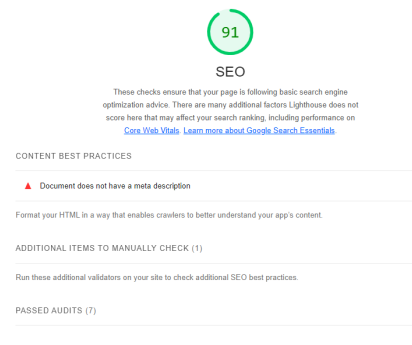 91
SEO
These checks ensure that your page is following basic search engine
optimization advice. There are many additional factors Lighthouse does not
score here that may affect your search ranking, including performance on
Core Web Vitals. Learn more about Google Search Essentials.
CONTENT BEST PRACTICES
Document does not have a meta description
Format your HTML in a way that enables crawlers to better understand your app's content.
ADDITIONAL ITEMS TO MANUALLY CHECK (1)
Run these additional validators on your site to check additional SEO best practices.
PASSED AUDITS (7)